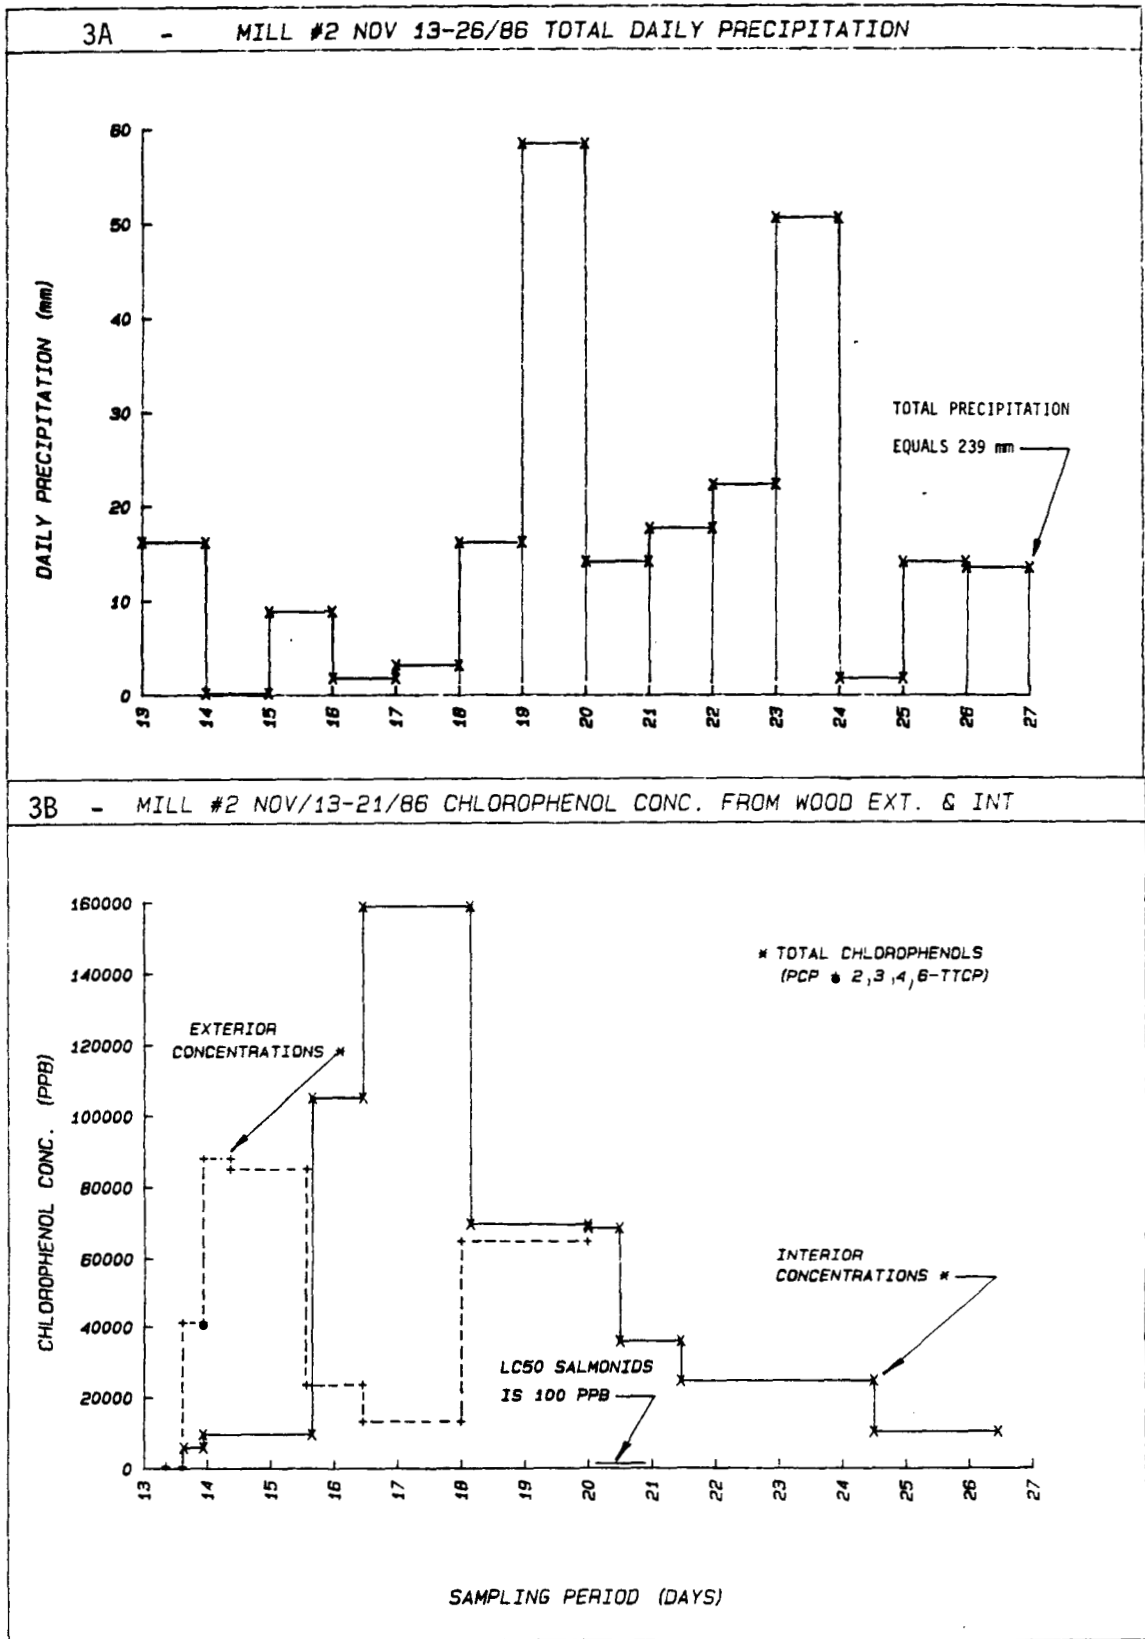 3A - MILL #2 NOV 13-26/86 TOTAL DAILY PRECIPITATION
DAILY PRECIPITATION (mm)
60
50
40
30
20
10
0
TOTAL PRECIPITATION
EQUALS 239 mm
13 14 15 16 17 18 19 20 21 22 23 24 25 26 27
3B - MILL #2 NOV/13-21/86 CHLOROPHENOL CONC. FROM WOOD EXT. & INT
CHLOROPHENOL CONC. (PPB)
160000
140000
120000
100000
80000
60000
40000
20000
0
* TOTAL CHLOROPHENOLS
(PCP & 2,3,4,6-TTCP)
EXTERIOR
CONCENTRATIONS *
INTERIOR
CONCENTRATIONS *
LC50 SALMONIDS
IS 100 PPB
13 14 15 16 17 18 19 20 21 22 23 24 25 26 27
SAMPLING PERIOD (DAYS)